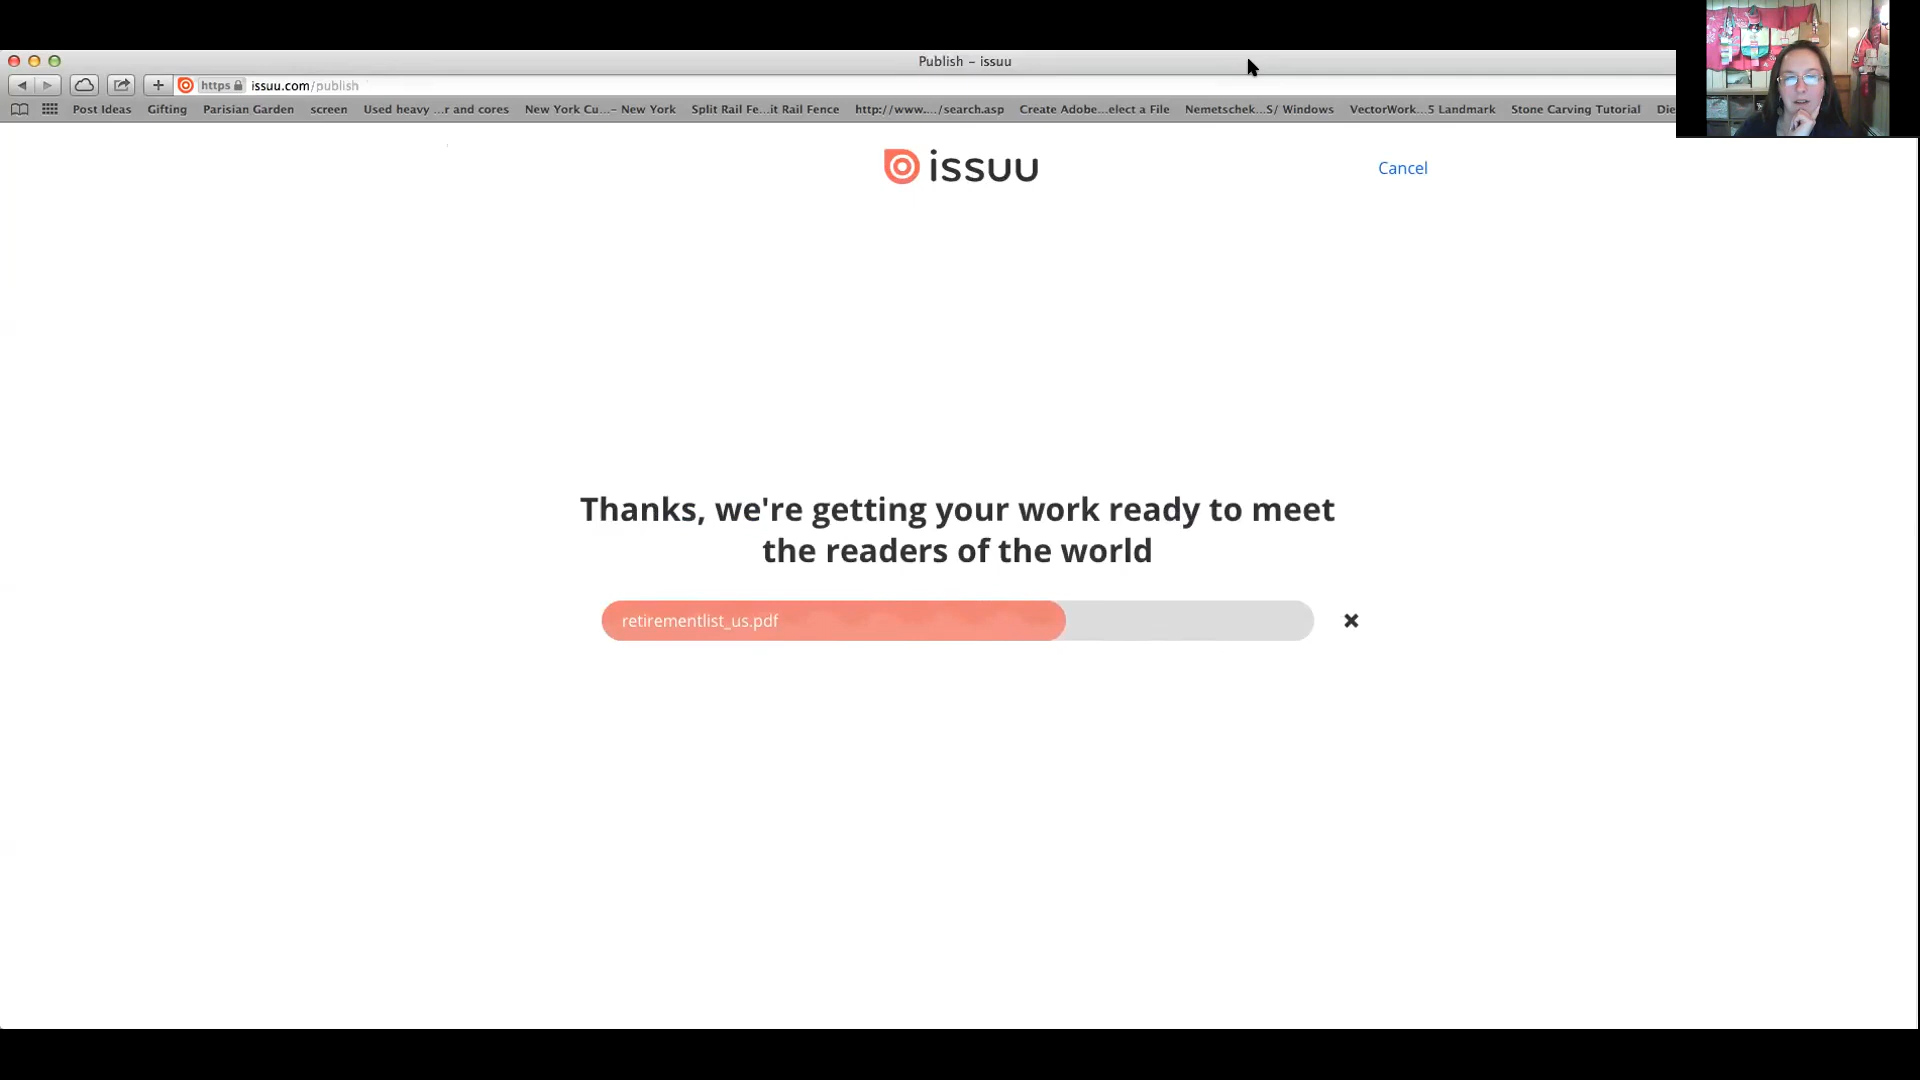 Publish – issuu
https issuu.com/publish
Post Ideas Gifting Parisian Garden screen Used heavy ...r and cores New York Cu...– New York Split Rail Fe...it Rail Fence http://www..../search.asp Create Adobe...elect a File Nemetschek...S/ Windows VectorWork...5 Landmark Stone Carving Tutorial Die
issuu
Cancel
Thanks, we're getting your work ready to meet
the readers of the world
retirementlist_us.pdf